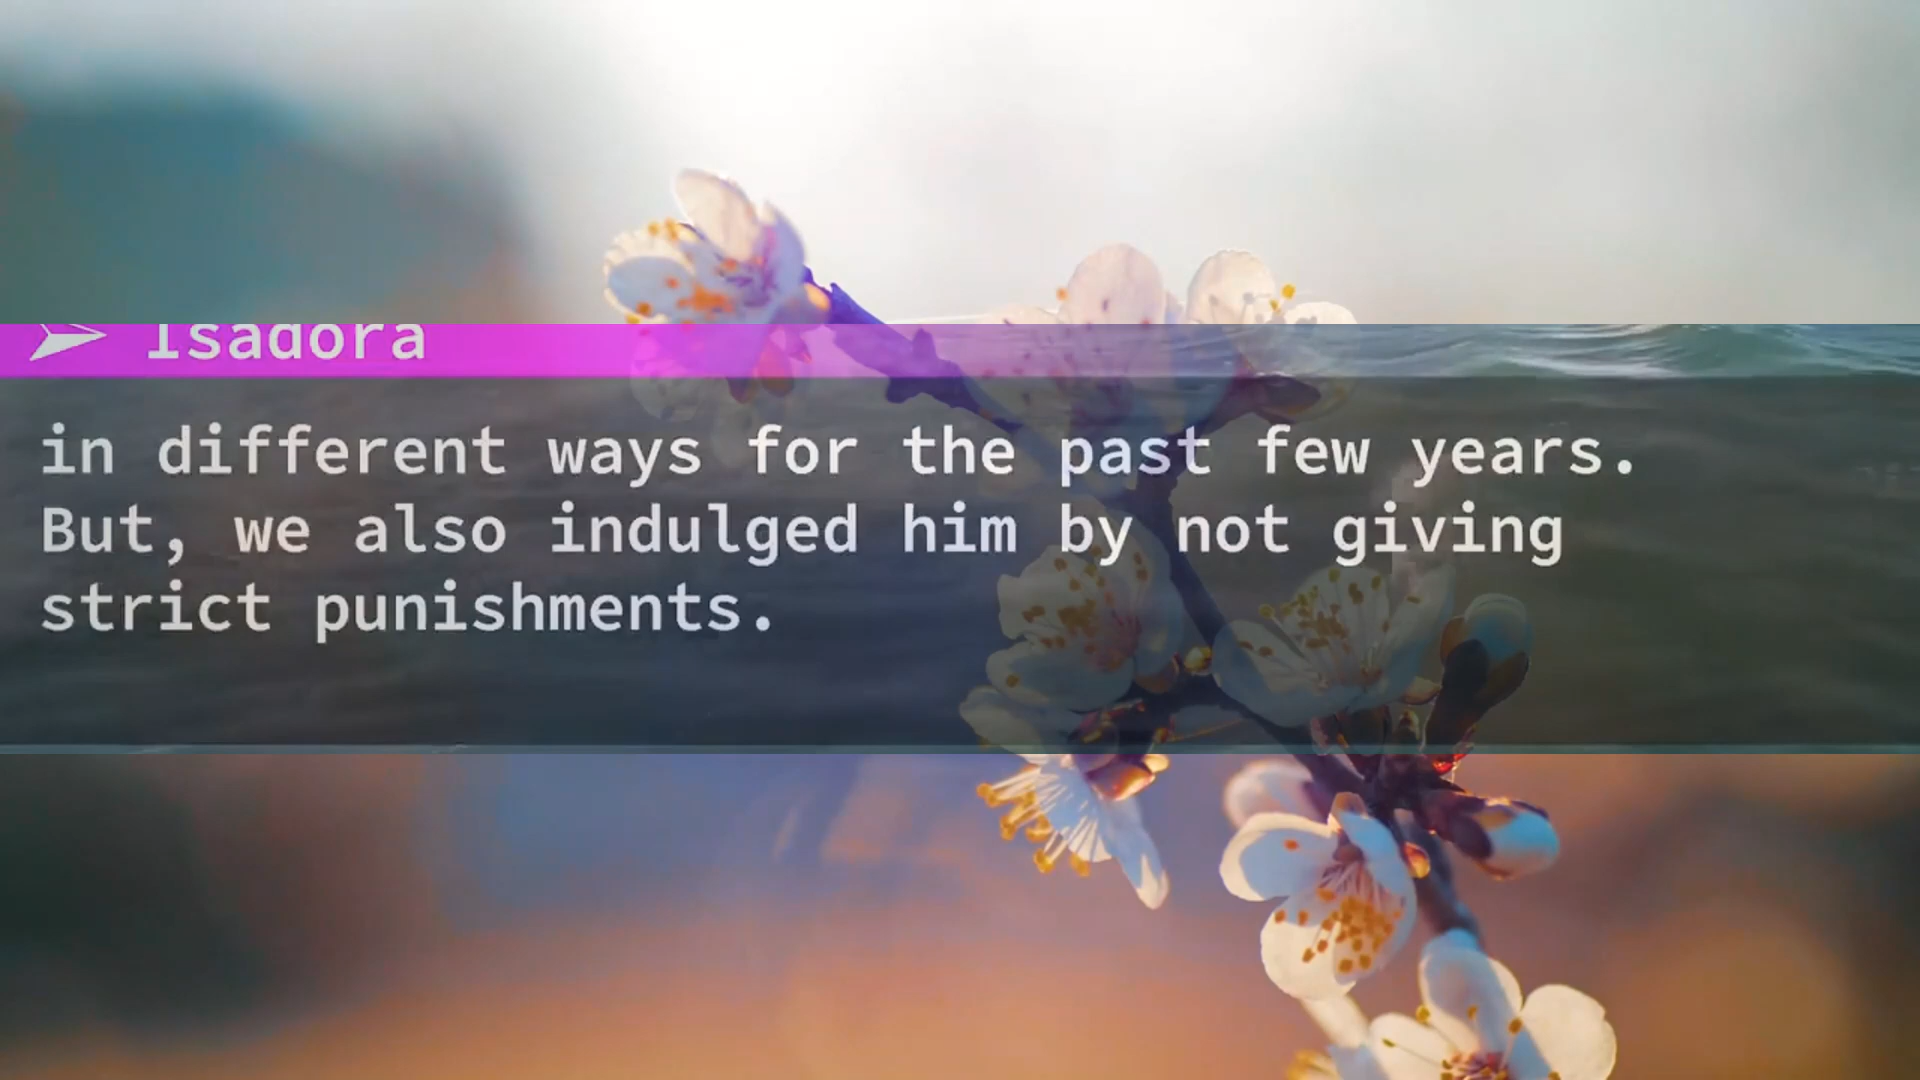 Isadora
in different ways for the past few years.
But, we also indulged him by not giving
strict punishments.